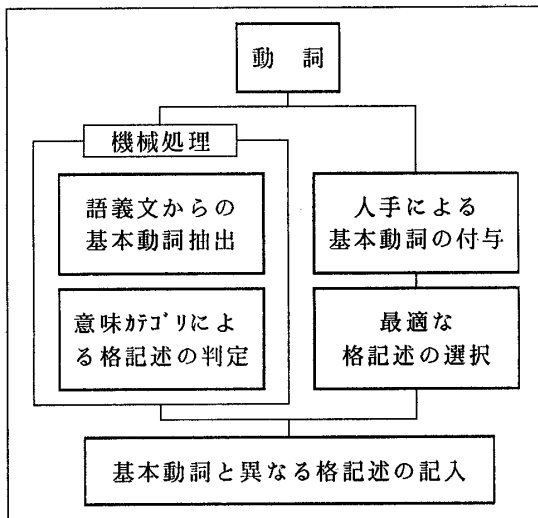 動 詞
機械処理
語義文からの
基本動詞抽出
人手による
基本動詞の付与
意味ｶﾃｺﾞﾘによ
る格記述の判定
最適な
格記述の選択
基本動詞と異なる格記述の記入